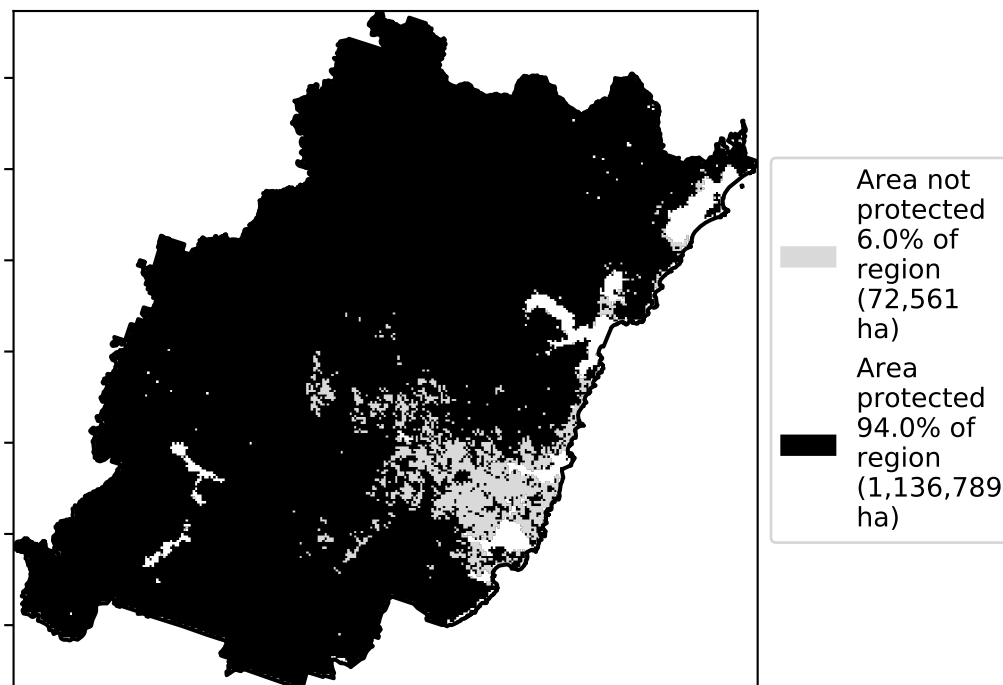 Area not
protected
6.0% of
region
(72,561
ha)
Area
protected
94.0% of
region
(1,136,789
ha)